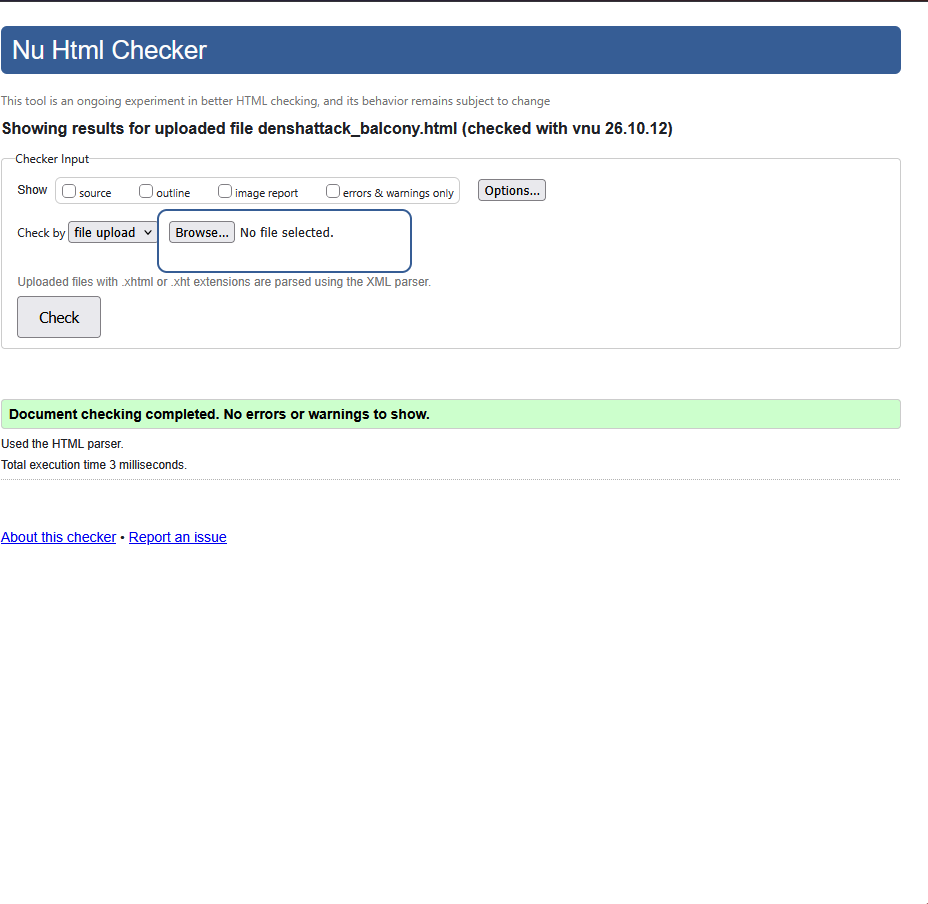 Nu Html Checker
This tool is an ongoing experiment in better HTML checking, and its behavior remains subject to change
Showing results for uploaded file denshattack_balcony.html (checked with vnu 26.10.12)
Checker Input
Show source outline image report errors & warnings only Options...
Check by file upload Browse... No file selected.
Uploaded files with .xhtml or .xht extensions are parsed using the XML parser.
Check
Document checking completed. No errors or warnings to show.
Used the HTML parser.
Total execution time 3 milliseconds.
About this checker • Report an issue